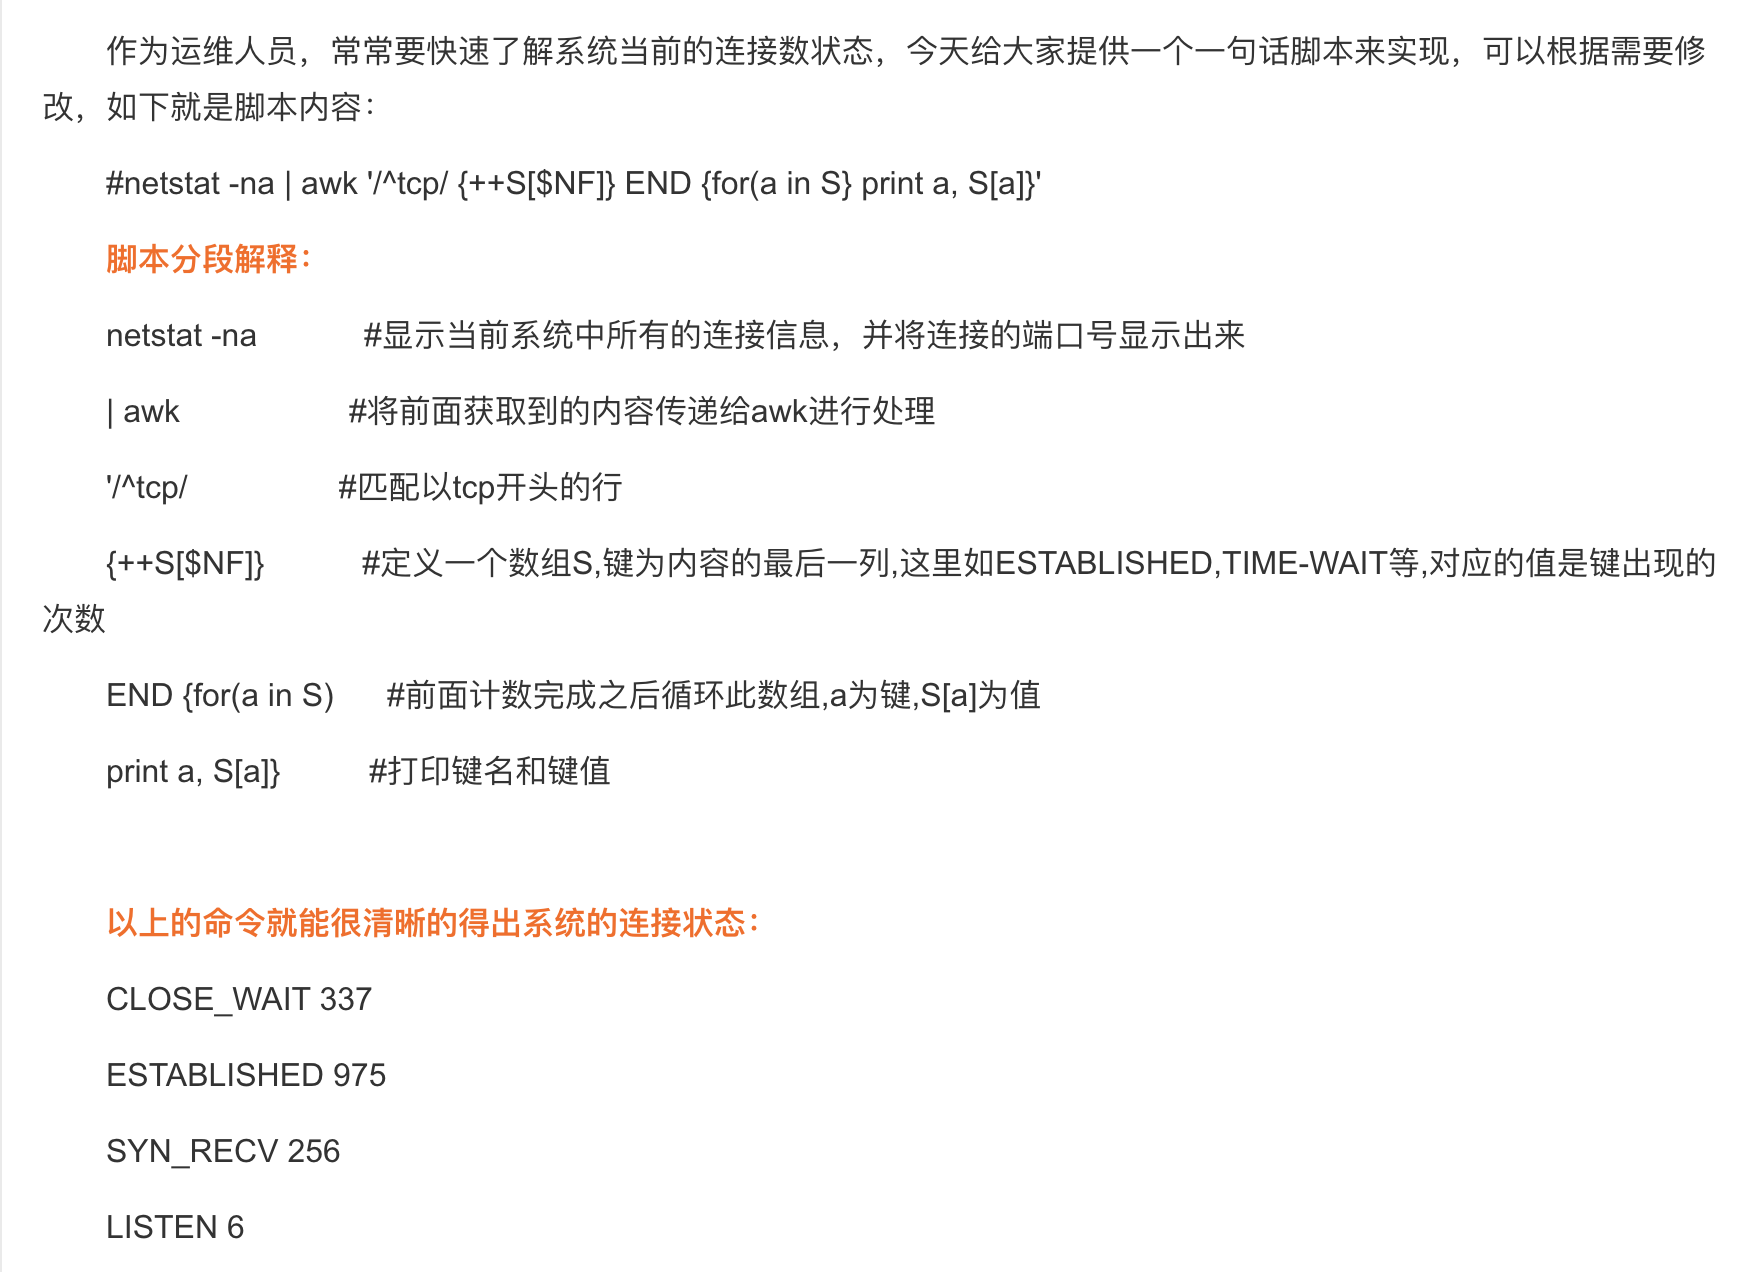 作为运维人员，常常要快速了解系统当前的连接数状态，今天给大家提供一个一句话脚本来实现，可以根据需要修
改，如下就是脚本内容：
#netstat -na | awk '/^tcp/ {++S[$NF]} END {for(a in S} print a, S[a]}'
脚本分段解释：
netstat -na #显示当前系统中所有的连接信息，并将连接的端口号显示出来
| awk #将前面获取到的内容传递给awk进行处理
'/^tcp/ #匹配以tcp开头的行
{++S[$NF]} #定义一个数组S,键为内容的最后一列,这里如ESTABLISHED,TIME-WAIT等,对应的值是键出现的
次数
END {for(a in S) #前面计数完成之后循环此数组,a为键,S[a]为值
print a, S[a]} #打印键名和键值
以上的命令就能很清晰的得出系统的连接状态：
CLOSE_WAIT 337
ESTABLISHED 975
SYN_RECV 256
LISTEN 6